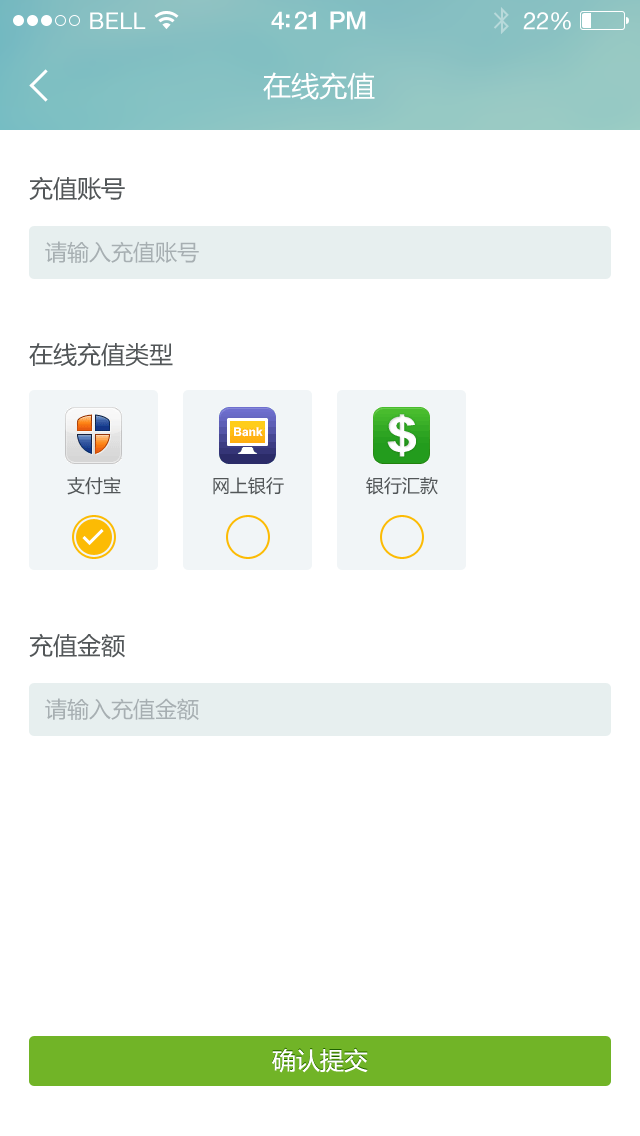 BELL 4:21 PM 22%
在线充值
充值账号
请输入充值账号
在线充值类型
Bank
支付宝 网上银行 银行汇款
充值金额
请输入充值金额
确认提交